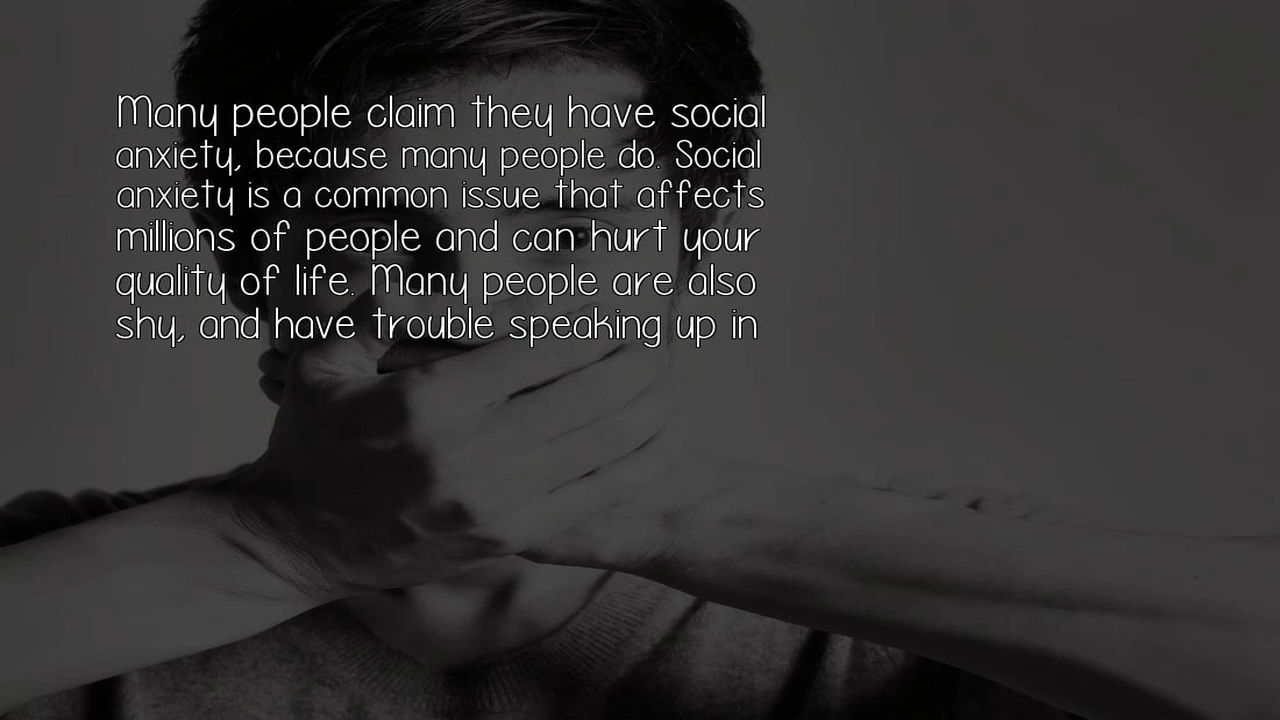 Many people claim they have social
anxiety, because many people do. Social
anxiety is a common issue that affects
millions of people and can hurt your
quality of life. Many people are also
shy, and have trouble speaking up in